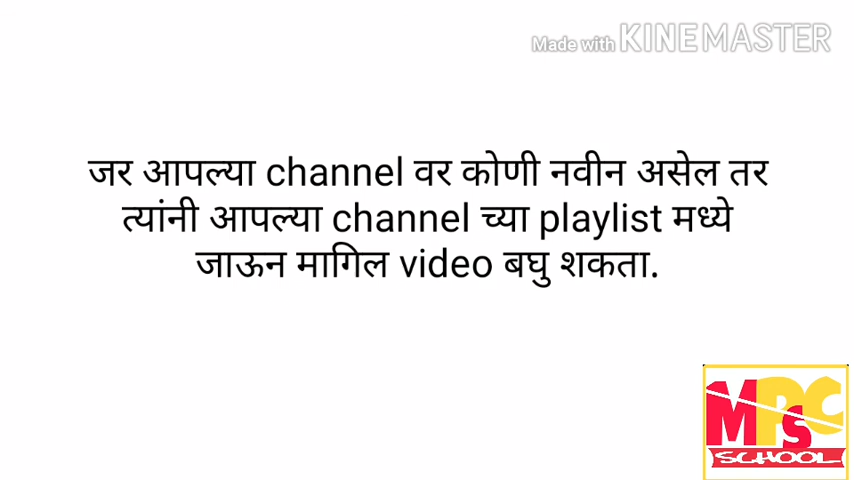 Made with KINEMASTER
जर आपल्या channel वर कोणी नवीन असेल तर
त्यांनी आपल्या channel च्या playlist मध्ये
जाऊन मागिल video बघु शकता.
MPSC
SCHOOL